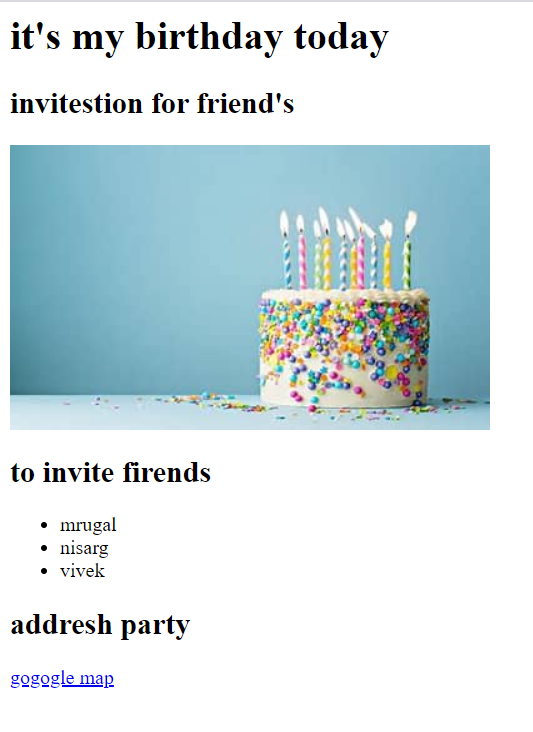 it's my birthday today
invitestion for friend's
to invite firends
mrugal
nisarg
vivek
addresh party
gogogle map